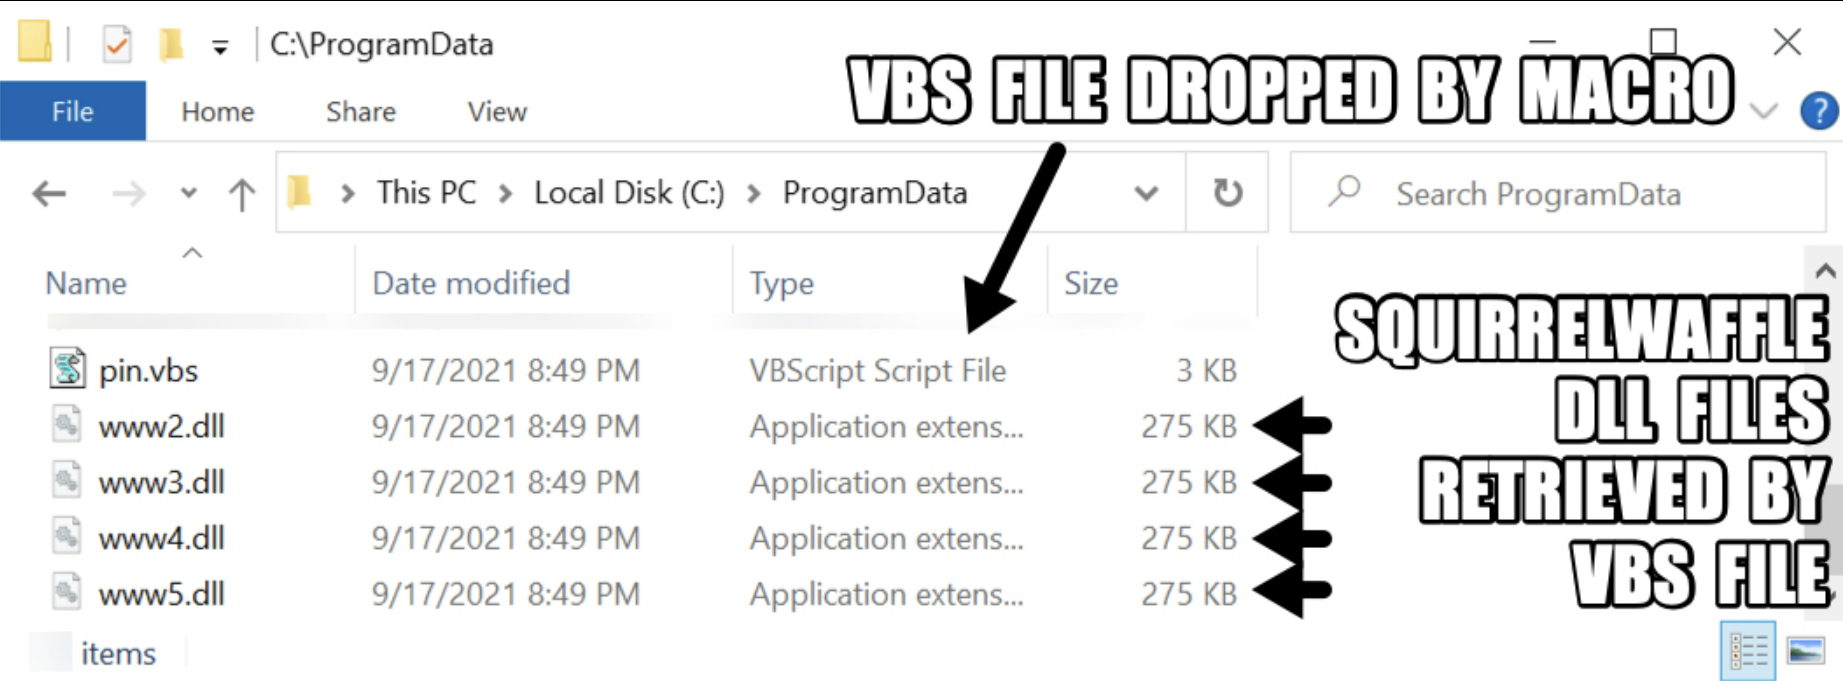 C:\ProgramData
VBS FILE DROPPED BY MACRO
File Home Share View
This PC Local Disk (C:) ProgramData
Search ProgramData
Name Date modified Type Size
pin.vbs 9/17/2021 8:49 PM VBScript Script File 3 KB
www2.dll 9/17/2021 8:49 PM Application extens... 275 KB
www3.dll 9/17/2021 8:49 PM Application extens... 275 KB
www4.dll 9/17/2021 8:49 PM Application extens... 275 KB
www5.dll 9/17/2021 8:49 PM Application extens... 275 KB
SQUIRRELWAFFLE
DLL FILES
RETRIEVED BY
VBS FILE
items